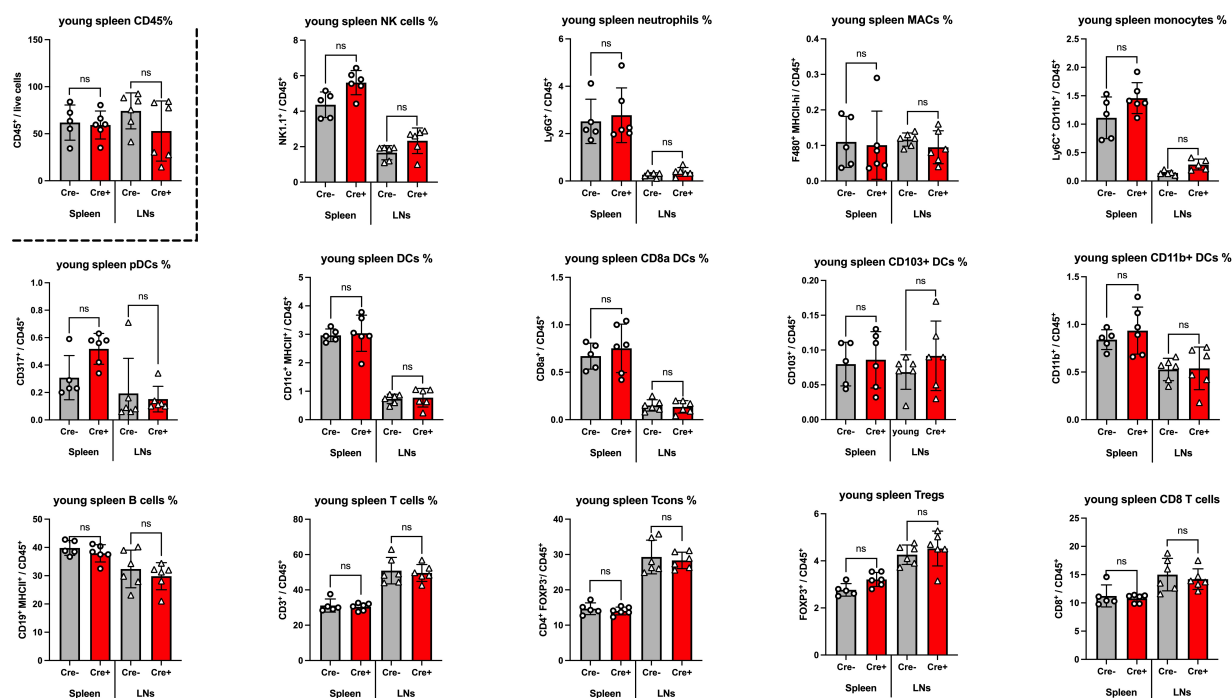 young spleen CD45%
CD45⁺ / live cells
150
100
50
0
ns
ns
Cre-
Cre+
Cre-
Cre+
Spleen
LNs
young spleen NK cells %
NK1.1⁺ / CD45⁺
8
6
4
2
0
ns
ns
Cre-
Cre+
Cre-
Cre+
Spleen
LNs
young spleen neutrophils %
Ly6G⁺ / CD45⁺
6
4
2
0
ns
ns
Cre-
Cre+
Cre-
Cre+
Spleen
LNs
young spleen MACs %
F480⁺ MHCII-hi / CD45⁺
0.4
0.3
0.2
0.1
0.0
ns
ns
Cre-
Cre+
Cre-
Cre+
Spleen
LNs
young spleen monocytes %
Ly6C⁺ CD11b⁺ / CD45⁺
2.5
2.0
1.5
1.0
0.5
0.0
ns
ns
Cre-
Cre+
Cre-
Cre+
Spleen
LNs
young spleen pDCs %
CD317⁺ / CD45⁺
1.0
0.8
0.6
0.4
0.2
0.0
ns
ns
Cre-
Cre+
Cre-
Cre+
Spleen
LNs
young spleen DCs %
CD11c⁺ MHCII⁺ / CD45⁺
5
4
3
2
1
0
ns
ns
Cre-
Cre+
Cre-
Cre+
Spleen
LNs
young spleen CD8a DCs %
CD8a⁺ / CD45⁺
1.5
1.0
0.5
0.0
ns
ns
Cre-
Cre+
Cre-
Cre+
Spleen
LNs
young spleen CD103+ DCs %
CD103⁺ / CD45⁺
0.20
0.15
0.10
0.05
0.00
ns
ns
Cre-
Cre+
young
Cre+
Spleen
LNs
young spleen CD11b+ DCs %
CD11b⁺ / CD45⁺
1.5
1.0
0.5
0.0
ns
ns
Cre-
Cre+
Cre-
Cre+
Spleen
LNs
young spleen B cells %
CD19⁺ MHCII⁺ / CD45⁺
50
40
30
20
10
0
ns
ns
Cre-
Cre+
Cre-
Cre+
Spleen
LNs
young spleen T cells %
CD3⁺ / CD45⁺
80
60
40
20
0
ns
ns
Cre-
Cre+
Cre-
Cre+
Spleen
LNs
young spleen Tcons %
CD4⁺ FOXP3⁻/ CD45⁺
40
30
20
10
0
ns
ns
Cre-
Cre+
Cre-
Cre+
Spleen
LNs
young spleen Tregs
FOXP3⁺ / CD45⁺
6
4
2
0
ns
ns
Cre-
Cre+
Cre-
Cre+
Spleen
LNs
young spleen CD8 T cells
CD8⁺ / CD45⁺
25
20
15
10
5
0
ns
ns
Cre-
Cre+
Cre-
Cre+
Spleen
LNs